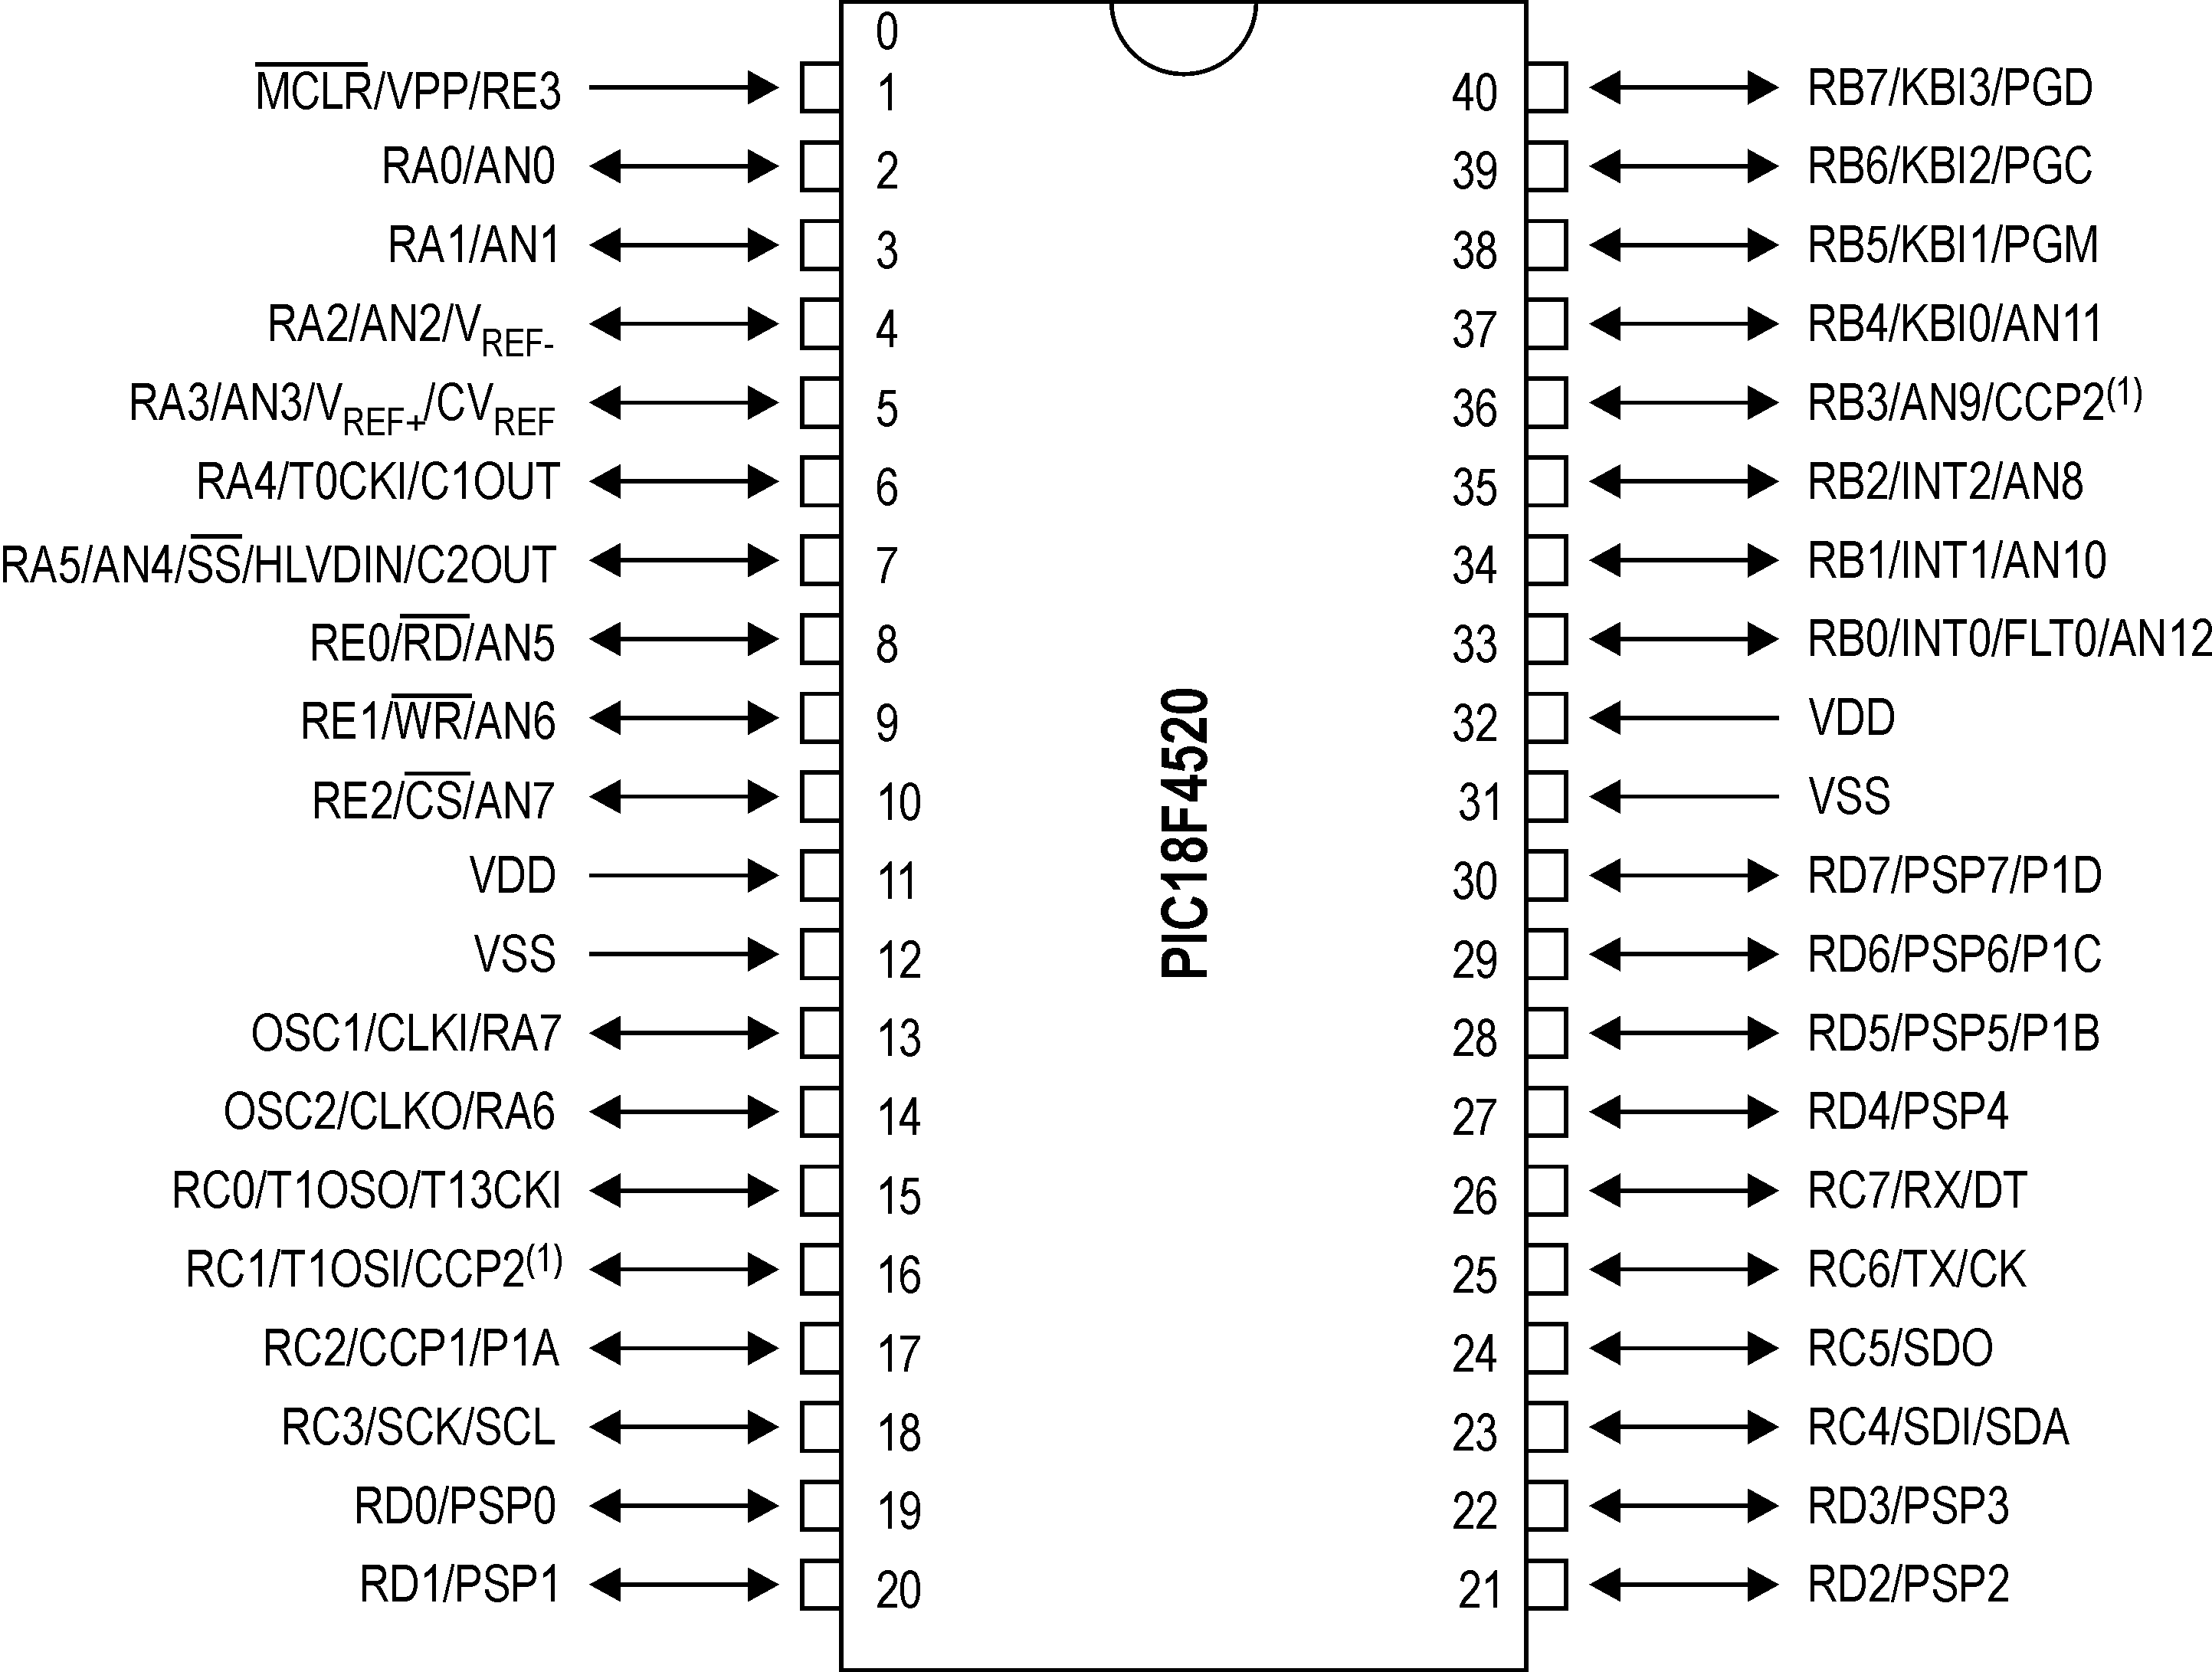 0
M̅C̅L̅R̅/VPP/RE3 1 40 RB7/KBI3/PGD
RA0/AN0 2 39 RB6/KBI2/PGC
RA1/AN1 3 38 RB5/KBI1/PGM
RA2/AN2/VREF- 4 37 RB4/KBI0/AN11
RA3/AN3/VREF+/CVREF 5 36 RB3/AN9/CCP2(1)
RA4/T0CKI/C1OUT 6 35 RB2/INT2/AN8
RA5/AN4/S̅S̅/HLVDIN/C2OUT 7 34 RB1/INT1/AN10
RE0/R̅D̅/AN5 8 33 RB0/INT0/FLT0/AN12
RE1/W̅R̅/AN6 9 32 VDD
RE2/C̅S̅/AN7 10 31 VSS
VDD 11 30 RD7/PSP7/P1D
VSS 12 29 RD6/PSP6/P1C
OSC1/CLKI/RA7 13 28 RD5/PSP5/P1B
OSC2/CLKO/RA6 14 27 RD4/PSP4
RC0/T1OSO/T13CKI 15 26 RC7/RX/DT
RC1/T1OSI/CCP2(1) 16 25 RC6/TX/CK
RC2/CCP1/P1A 17 24 RC5/SDO
RC3/SCK/SCL 18 23 RC4/SDI/SDA
RD0/PSP0 19 22 RD3/PSP3
RD1/PSP1 20 21 RD2/PSP2
PIC18F4520